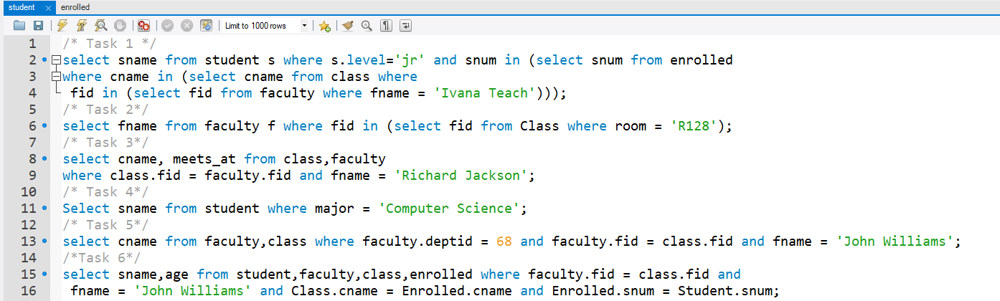 student × enrolled
Limit to 1000 rows
1 /* Task 1 */
2 select sname from student s where s.level='jr' and snum in (select snum from enrolled
3 where cname in (select cname from class where
4 fid in (select fid from faculty where fname = 'Ivana Teach')));
5 /* Task 2*/
6 select fname from faculty f where fid in (select fid from Class where room = 'R128');
7 /* Task 3*/
8 select cname, meets_at from class,faculty
9 where class.fid = faculty.fid and fname = 'Richard Jackson';
10 /* Task 4*/
11 Select sname from student where major = 'Computer Science';
12 /* Task 5*/
13 select cname from faculty,class where faculty.deptid = 68 and faculty.fid = class.fid and fname = 'John Williams';
14 /*Task 6*/
15 select sname,age from student,faculty,class,enrolled where faculty.fid = class.fid and
16 fname = 'John Williams' and Class.cname = Enrolled.cname and Enrolled.snum = Student.snum;